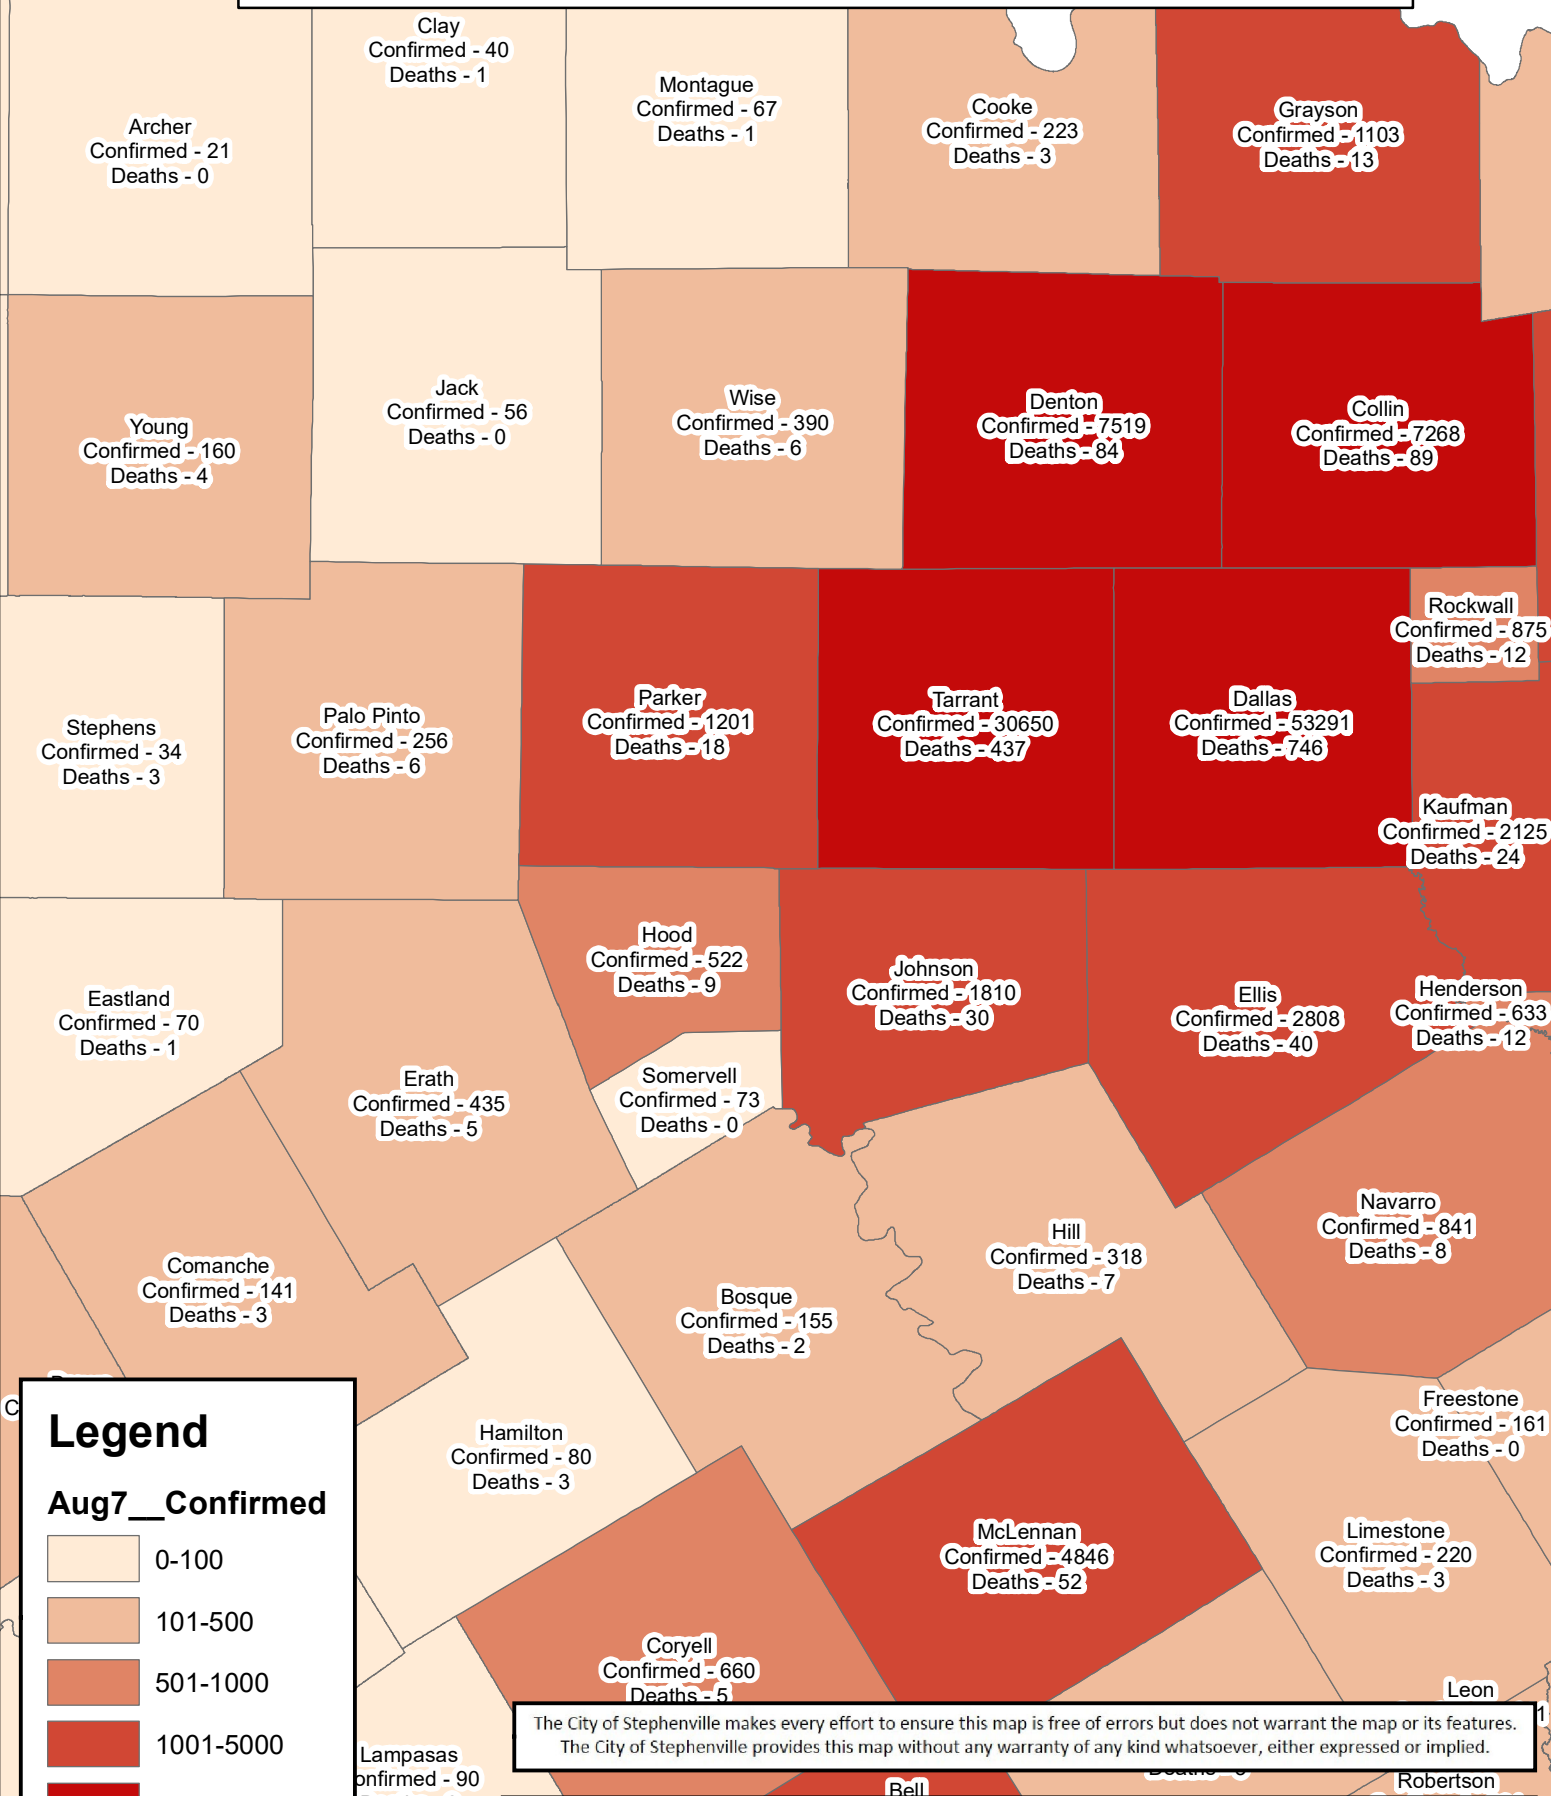 Clay
Confirmed - 40
Deaths - 1
Montague
Confirmed - 67
Deaths - 1
Cooke
Confirmed - 223
Deaths - 3
Grayson
Confirmed - 1103
Deaths - 13
Archer
Confirmed - 21
Deaths - 0
Young
Confirmed - 160
Deaths - 4
Jack
Confirmed - 56
Deaths - 0
Wise
Confirmed - 390
Deaths - 6
Denton
Confirmed - 7519
Deaths - 84
Collin
Confirmed - 7268
Deaths - 89
Rockwall
Confirmed - 875
Deaths - 12
Stephens
Confirmed - 34
Deaths - 3
Palo Pinto
Confirmed - 256
Deaths - 6
Parker
Confirmed - 1201
Deaths - 18
Tarrant
Confirmed - 30650
Deaths - 437
Dallas
Confirmed - 53291
Deaths - 746
Kaufman
Confirmed - 2125
Deaths - 24
Eastland
Confirmed - 70
Deaths - 1
Hood
Confirmed - 522
Deaths - 9
Johnson
Confirmed - 1810
Deaths - 30
Ellis
Confirmed - 2808
Deaths - 40
Henderson
Confirmed - 633
Deaths - 12
Erath
Confirmed - 435
Deaths - 5
Somervell
Confirmed - 73
Deaths - 0
Comanche
Confirmed - 141
Deaths - 3
Bosque
Confirmed - 155
Deaths - 2
Hill
Confirmed - 318
Deaths - 7
Navarro
Confirmed - 841
Deaths - 8
Hamilton
Confirmed - 80
Deaths - 3
Freestone
Confirmed - 161
Deaths - 0
McLennan
Confirmed - 4846
Deaths - 52
Limestone
Confirmed - 220
Deaths - 3
Coryell
Confirmed - 660
Deaths - 5
Leon
Lampasas
onfirmed - 90
Bell
Robertson
Legend
Aug7__Confirmed
0-100
101-500
501-1000
1001-5000
The City of Stephenville makes every effort to ensure this map is free of errors but does not warrant the map or its features.
The City of Stephenville provides this map without any warranty of any kind whatsoever, either expressed or implied.